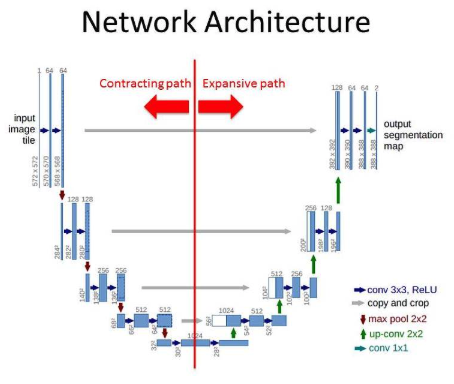 Network Architecture
Contracting path
Expansive path
1 64 64
128 64 64 2
input
image
tile
output
segmentation
map
572 x 572
570 x 570
568 x 568
392 x 392
390 x 390
388 x 388
388 x 388
128 128
256 128
284²
282²
280²
200²
198²
196²
256 256
512 256
140²
138²
136²
104²
102²
100²
512 512
1024 512
68²
66²
64²
56²
54²
52²
1024
32²
30²
28²
conv 3x3, ReLU
copy and crop
max pool 2x2
up-conv 2x2
conv 1x1